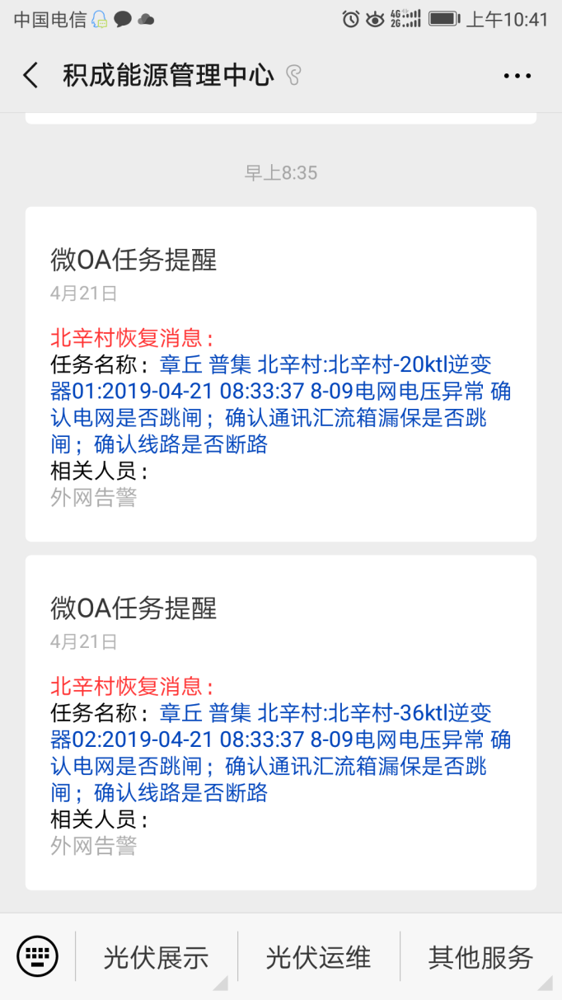 中国电信 4G 2G 上午10:41
积成能源管理中心
早上8:35
微OA任务提醒
4月21日
北辛村恢复消息：
任务名称：章丘 普集 北辛村:北辛村-20ktl逆变
器01:2019-04-21 08:33:37 8-09电网电压异常 确
认电网是否跳闸；确认通讯汇流箱漏保是否跳
闸；确认线路是否断路
相关人员：
外网告警
微OA任务提醒
4月21日
北辛村恢复消息：
任务名称：章丘 普集 北辛村:北辛村-36ktl逆变
器02:2019-04-21 08:33:37 8-09电网电压异常 确
认电网是否跳闸；确认通讯汇流箱漏保是否跳
闸；确认线路是否断路
相关人员：
外网告警
光伏展示 光伏运维 其他服务